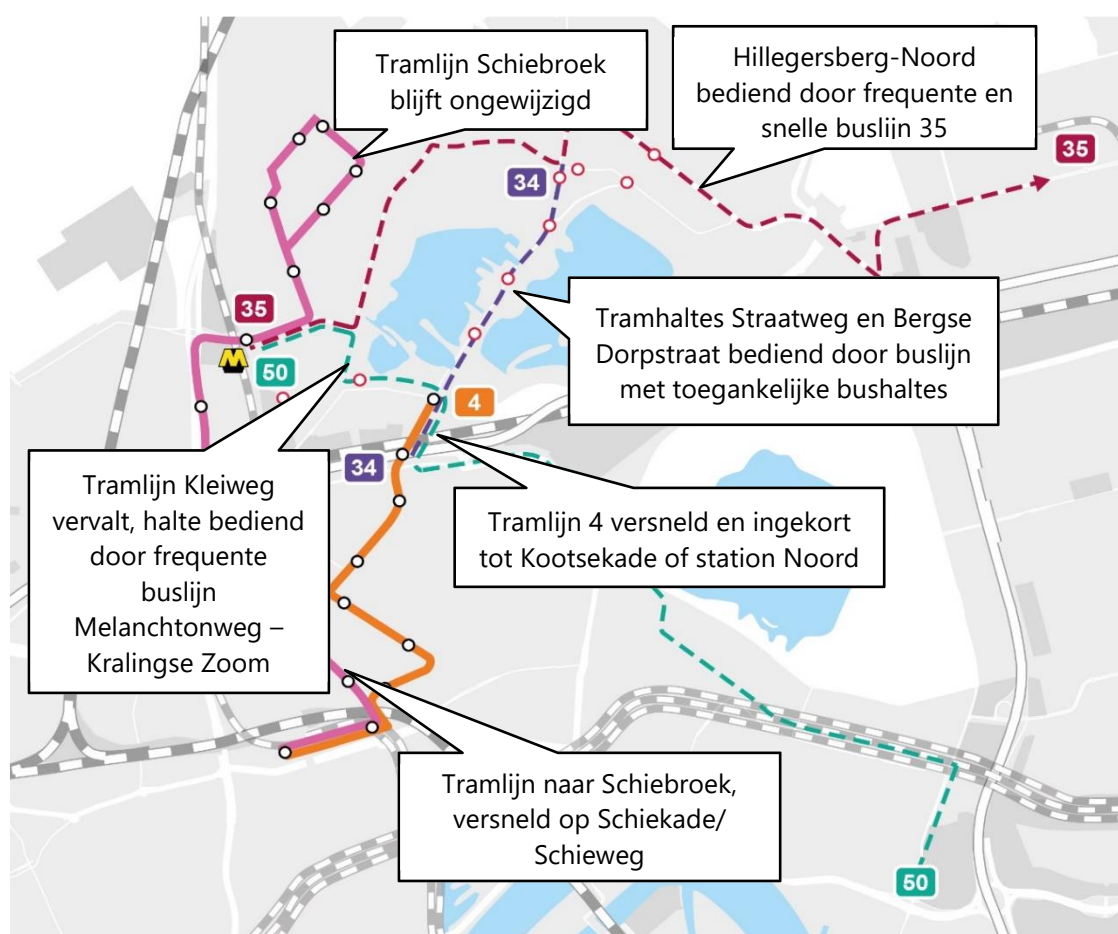 Tramlijn Schiebroek
blijft ongewijzigd
Hillegersberg-Noord
bediend door frequente en
snelle buslijn 35
35
34
35
M
50
4
34
Tramhaltes Straatweg en Bergse
Dorpstraat bediend door buslijn
met toegankelijke bushaltes
Tramlijn Kleiweg
vervalt, halte bediend
door frequente
buslijn
Melanchtonweg –
Kralingse Zoom
Tramlijn 4 versneld en ingekort
tot Kootsekade of station Noord
Tramlijn naar Schiebroek,
versneld op Schiekade/
Schieweg
50